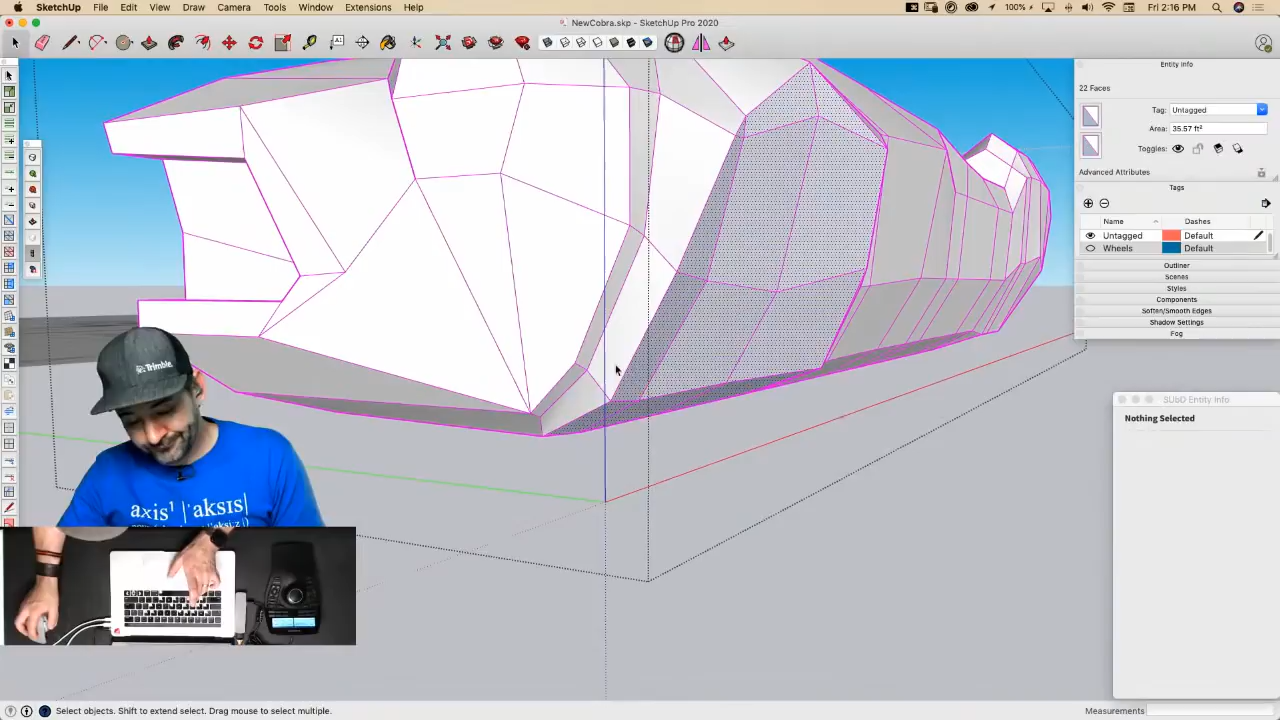 SketchUp File Edit View Draw Camera Tools Window Extensions Help
100% Fri 2:16 PM
NewCobra.skp - SketchUp Pro 2020
Entity Info
22 Faces
Tag: Untagged
Area: 35.57 ft²
Toggles:
Advanced Attributes
Tags
Name Dashes
Untagged Default
Wheels Default
Outliner
Scenes
Styles
Components
Soften/Smooth Edges
Shadow Settings
Fog
SUbD Entity Info
Nothing Selected
Trimble.
axis¹ |ˈaksɪs|
Select objects. Shift to extend select. Drag mouse to select multiple.
Measurements